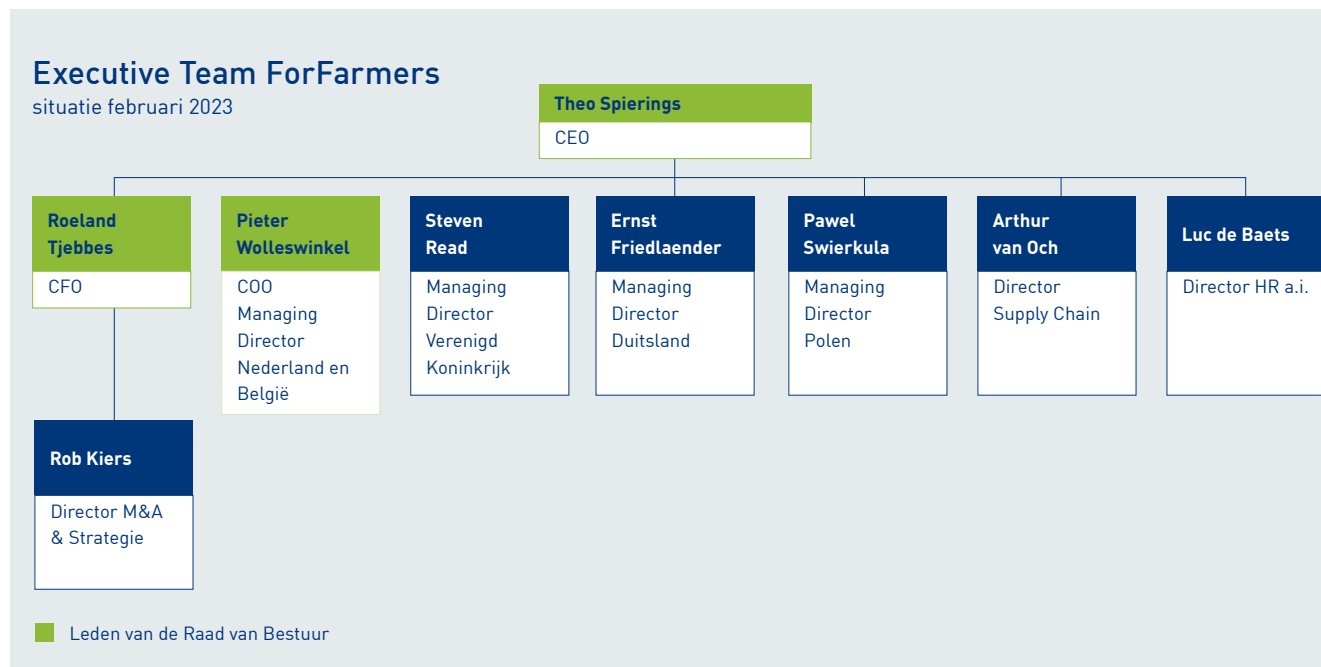 Executive Team ForFarmers
situatie februari 2023
Theo Spierings
CEO
Roeland
Tjebbes
CFO
Pieter
Wolleswinkel
COO
Managing
Director
Nederland en
België
Steven
Read
Managing
Director
Verenigd
Koninkrijk
Ernst
Friedlaender
Managing
Director
Duitsland
Pawel
Swierkula
Managing
Director
Polen
Arthur
van Och
Director
Supply Chain
Luc de Baets
Director HR a.i.
Rob Kiers
Director M&A
& Strategie
Leden van de Raad van Bestuur